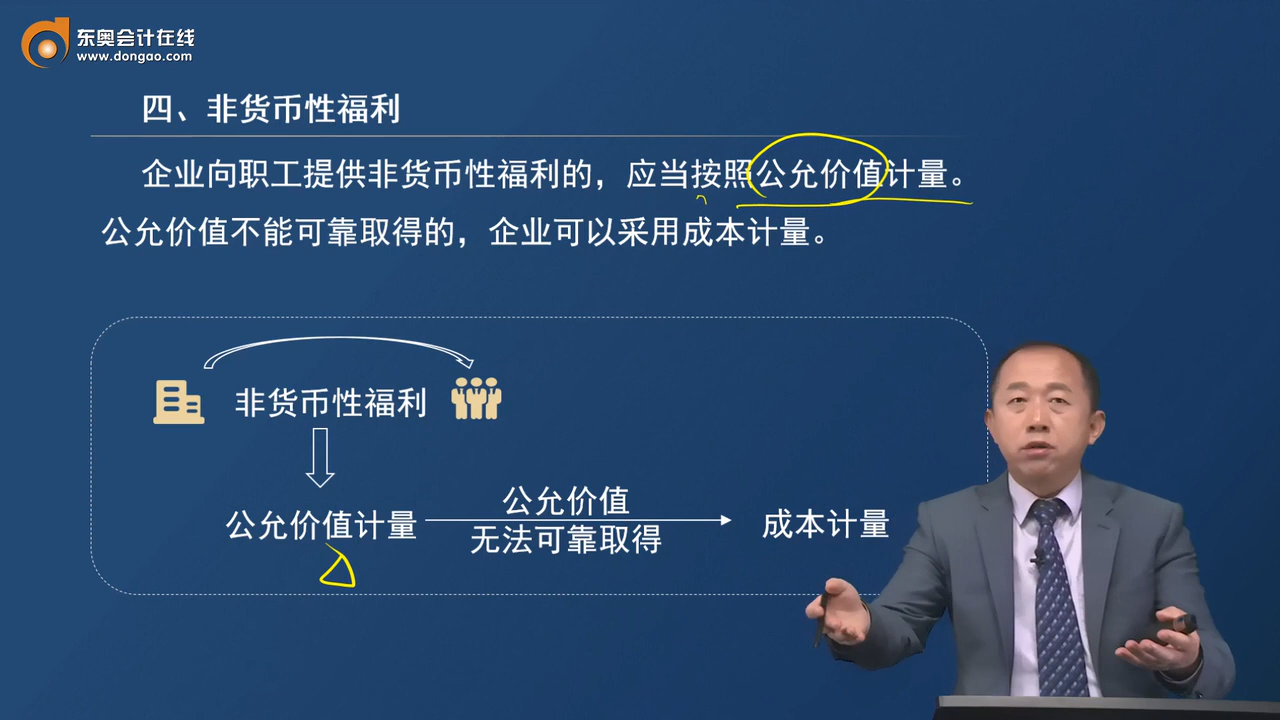 东奥会计在线
www.dongao.com
四、非货币性福利
企业向职工提供非货币性福利的，应当按照公允价值计量。
公允价值不能可靠取得的，企业可以采用成本计量。
非货币性福利
公允价值计量
公允价值
无法可靠取得
成本计量